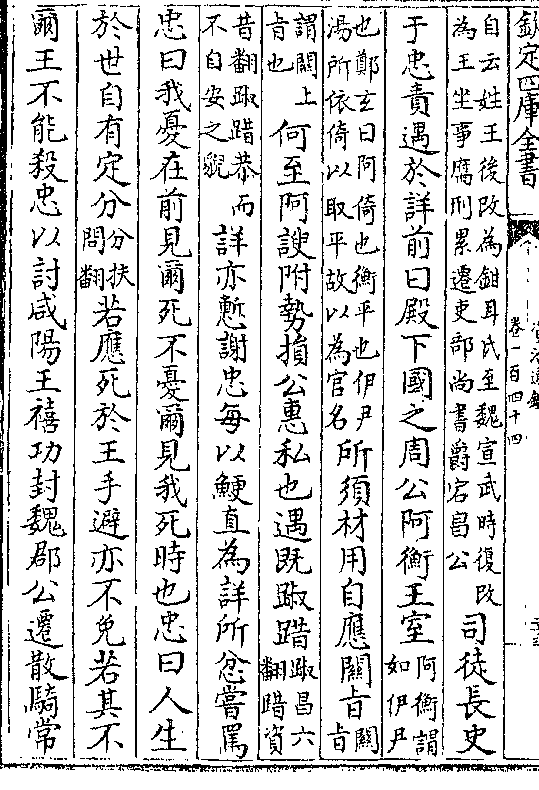 欽定四庫全書
卷一百四十四
自云姓王後改為鉗耳氏至魏宣武時復改
為王坐事腐刑累遷吏部尚書爵宕昌公
司徒長史
于忠責遇於詳前曰殿下國之周公阿衡王室
阿衡謂
如伊尹
也鄭玄曰阿倚也衡平也伊尹
湯所依倚以取平故以為官名
所須材用自應關旨
關
旨
謂關上
旨也
何至阿諛附勢損公惠私也遇既踧踖
踧昌六
翻踖資
昔翻踧踖恭而
不自安之貌
詳亦慙謝忠每以鯁直為詳所忿嘗罵
忠曰我憂在前見爾死不憂爾見我死時也忠曰人生
於世自有定分
分扶
問翻
若應死於王手避亦不免若其不
爾王不能殺忠以討咸陽王禧功封魏郡公遷散騎常